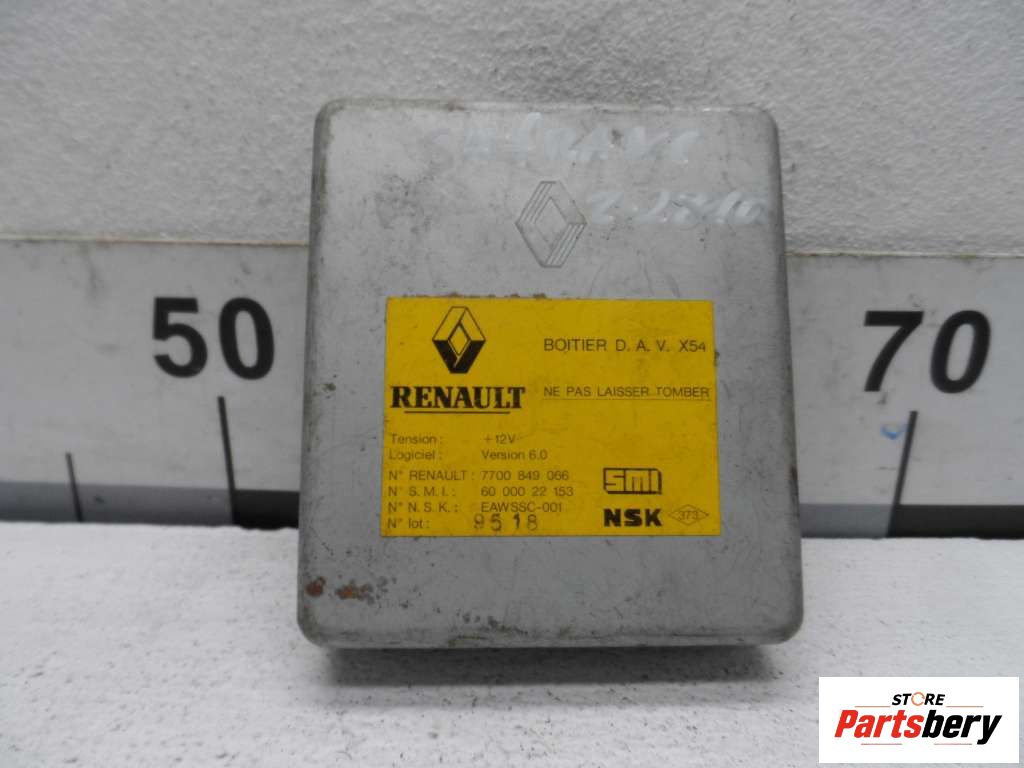 50
70
BOITIER D. A. V. X54
RENAULT
NE PAS LAISSER TOMBER
Tension : +12V
Logiciel : Version 6.0
N° RENAULT : 7700 849 066
N° S. M. I. : 60 000 22 153
N° N. S. K. : EAWSSC-001
N° lot : 9518
SMI
NSK 373
STORE
Partsbery